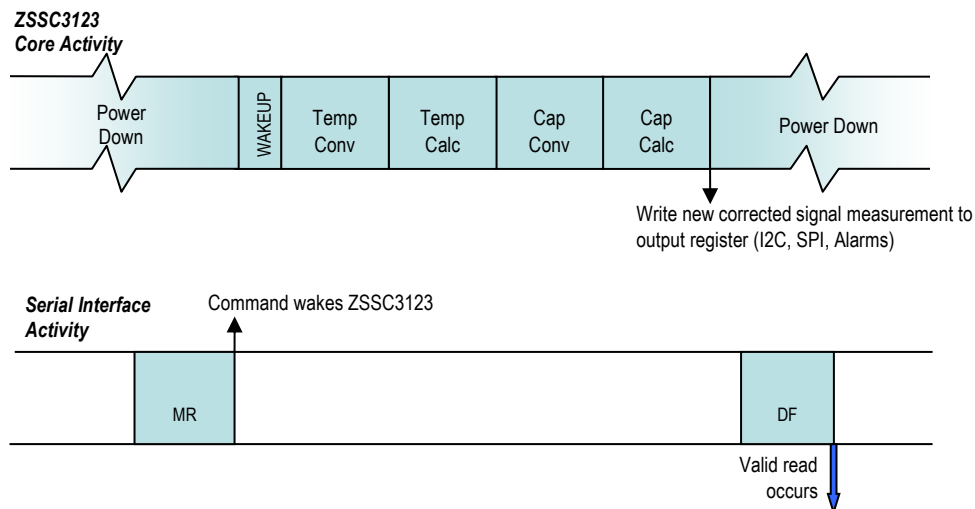 ZSSC3123
Core Activity
Power
Down
WAKEUP
Temp
Conv
Temp
Calc
Cap
Conv
Cap
Calc
Power Down
Write new corrected signal measurement to
output register (I2C, SPI, Alarms)
Serial Interface
Activity
Command wakes ZSSC3123
MR
DF
Valid read
occurs